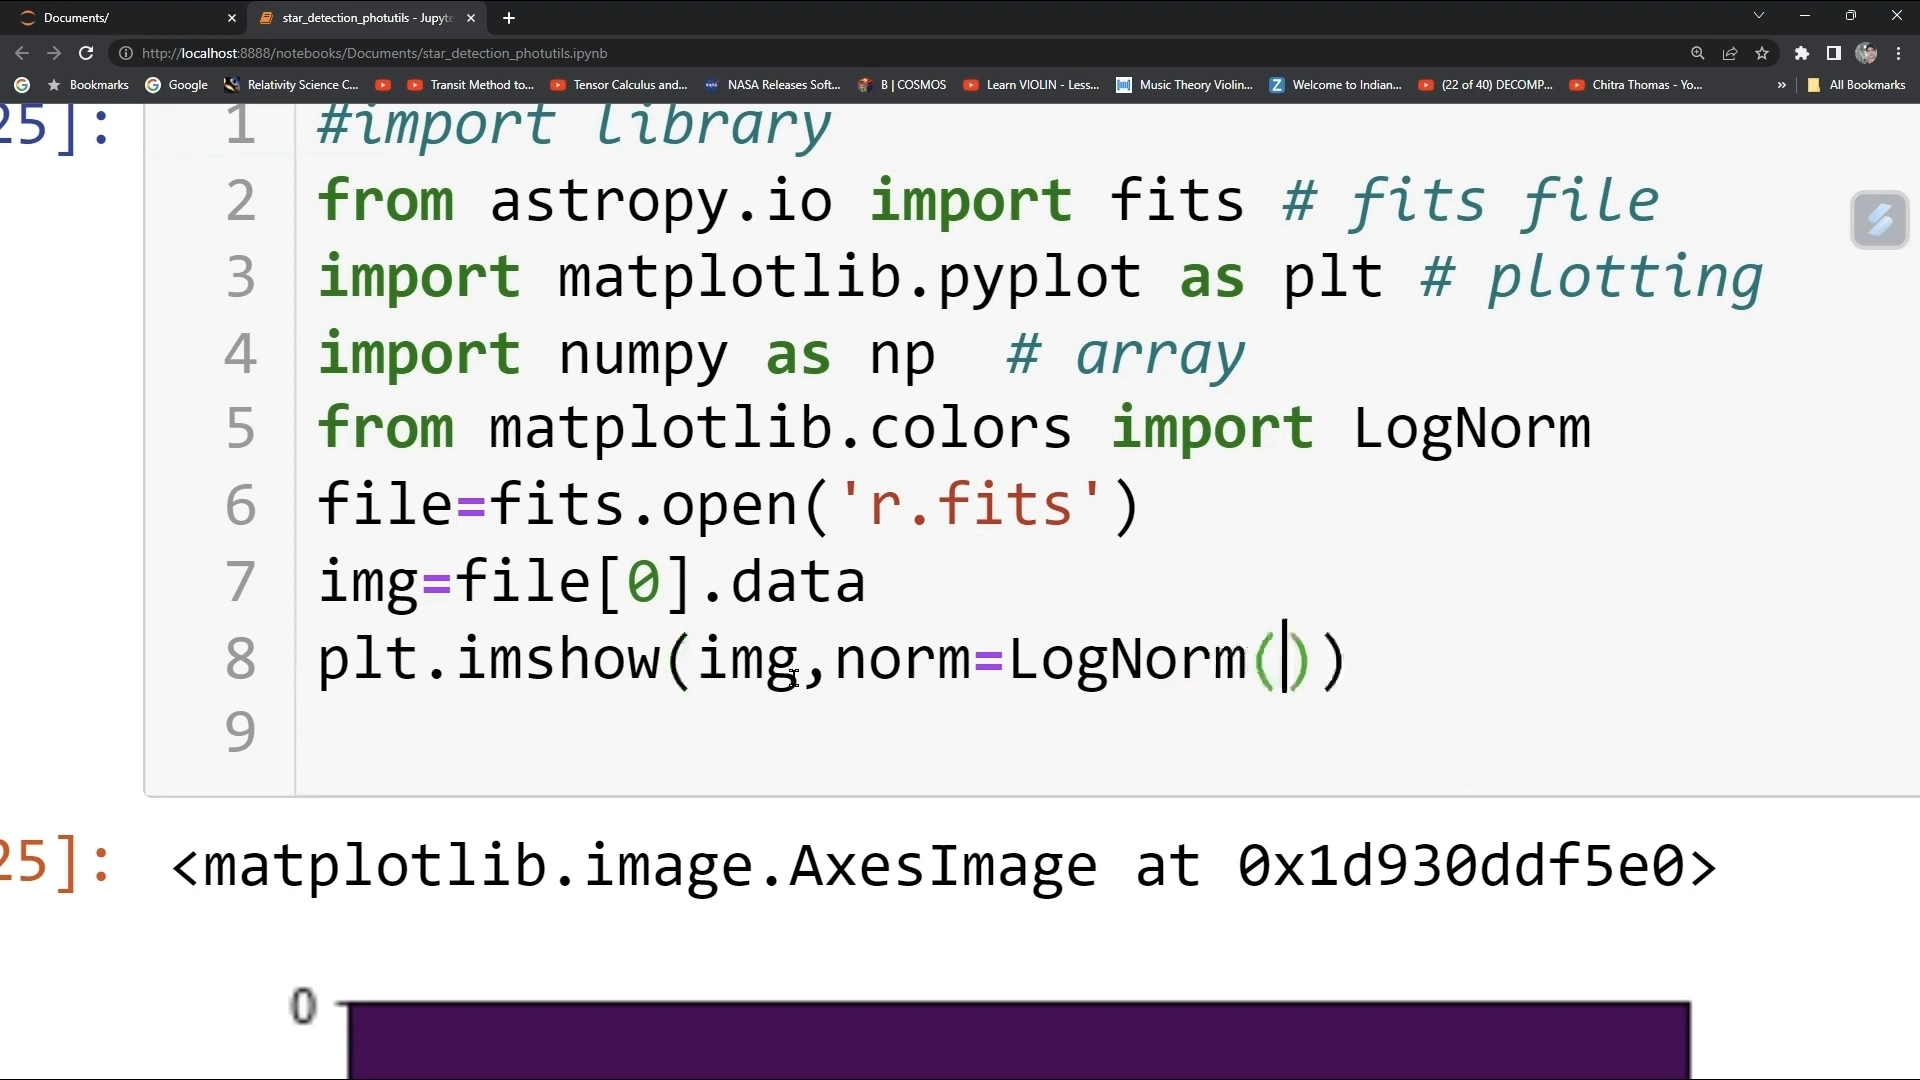 Documents/
star_detection_photutils - Jupyte
http://localhost:8888/notebooks/Documents/star_detection_photutils.ipynb
Bookmarks
Google
Relativity Science C...
Transit Method to...
Tensor Calculus and...
NASA Releases Soft...
B | COSMOS
Learn VIOLIN - Less...
Music Theory Violin...
Welcome to Indian...
(22 of 40) DECOMP...
Chitra Thomas - Yo...
»
All Bookmarks
25]:
1 #import library
2 from astropy.io import fits # fits file
3 import matplotlib.pyplot as plt # plotting
4 import numpy as np  # array
5 from matplotlib.colors import LogNorm
6 file=fits.open('r.fits')
7 img=file[0].data
8 plt.imshow(img,norm=LogNorm())
9
25]: <matplotlib.image.AxesImage at 0x1d930ddf5e0>
0